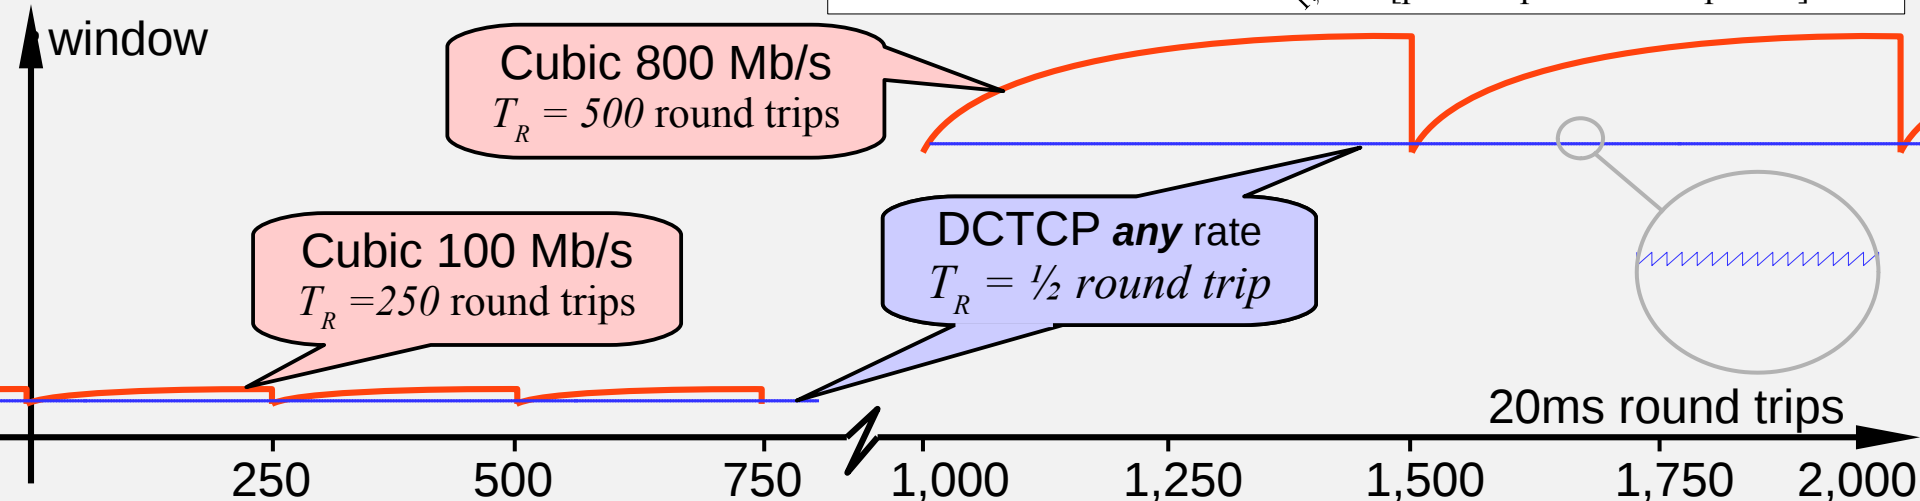 window
Cubic 800 Mb/s
T_R = 500 round trips
DCTCP any rate
T_R = ½ round trip
Cubic 100 Mb/s
T_R =250 round trips
20ms round trips
250 500 750 1,000 1,250 1,500 1,750 2,000